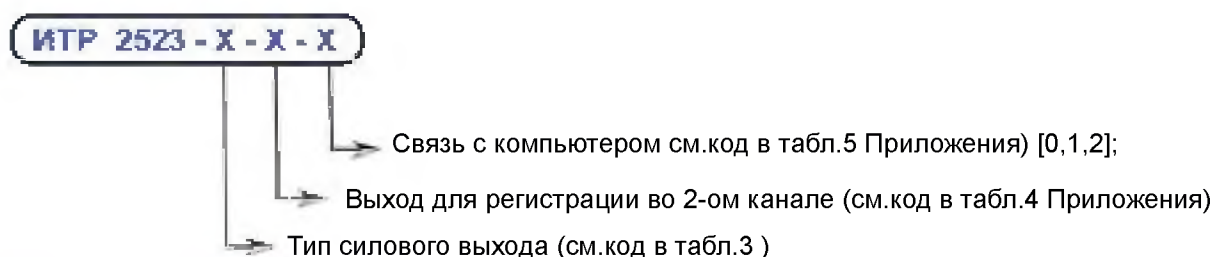 ИТР 2523 - X - X - X
Связь с компьютером см.код в табл.5 Приложения) [0,1,2];
Выход для регистрации во 2-ом канале (см.код в табл.4 Приложения)
Тип силового выхода (см.код в табл.3 )